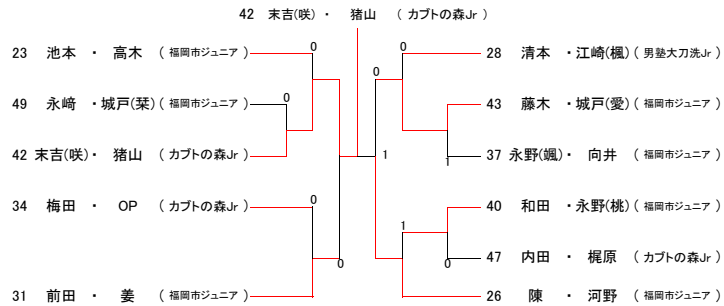 42 末吉(咲)・ 猪山 ( カブトの森Jr )
23 池本 ・ 高木 ( 福岡市ジュニア )
49 永﨑 ・城戸(栞)( 福岡市ジュニア )
42 末吉(咲)・ 猪山 ( カブトの森Jr )
34 梅田 ・ OP ( カブトの森Jr )
31 前田 ・ 姜 ( 福岡市ジュニア )
0
0
0
0
0
1
1
1
0
28 清本 ・江崎(楓)( 男塾大刀洗Jr )
43 藤木 ・城戸(愛)( 福岡市ジュニア )
37 永野(颯)・ 向井 ( 福岡市ジュニア )
40 和田 ・永野(桃)( 福岡市ジュニア )
47 内田 ・ 梶原 ( カブトの森Jr )
26 陳 ・ 河野 ( 福岡市ジュニア )